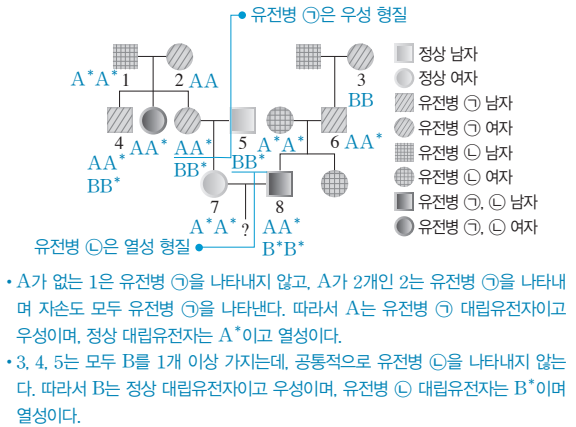 유전병 ㉠은 우성 형질
A*A* 1
2 AA
3
BB
정상 남자
정상 여자
유전병 ㉠ 남자
유전병 ㉠ 여자
유전병 ㉡ 남자
유전병 ㉡ 여자
유전병 ㉠, ㉡ 남자
유전병 ㉠, ㉡ 여자
4
AA*
BB*
AA*
AA*
BB*
5
BB*
A*A*
6 AA*
7
A*A*
?
8
AA*
B*B*
유전병 ㉡은 열성 형질
• A가 없는 1은 유전병 ㉠을 나타내지 않고, A가 2개인 2는 유전병 ㉠을 나타내
며 자손도 모두 유전병 ㉠을 나타낸다. 따라서 A는 유전병 ㉠ 대립유전자이고
우성이며, 정상 대립유전자는 A*이고 열성이다.
• 3, 4, 5는 모두 B를 1개 이상 가지는데, 공통적으로 유전병 ㉡을 나타내지 않는
다. 따라서 B는 정상 대립유전자이고 우성이며, 유전병 ㉡ 대립유전자는 B*이며
열성이다.